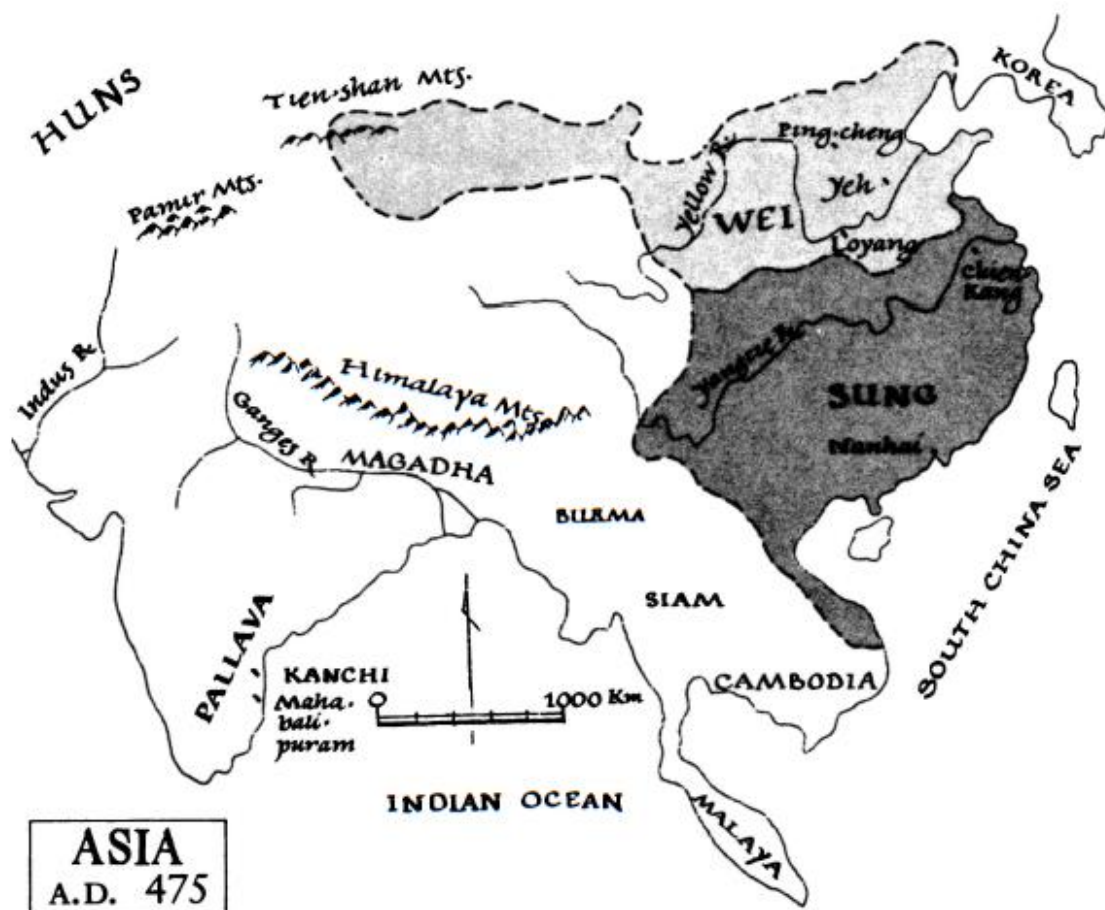 HUNS
Tien-shan Mts.
KOREA
Ping-cheng
Pamir Mts.
Yellow R.
Yeh
WEI
Loyang
Chien
Kang
Indus R.
Himalaya Mts.
Yangtze R.
SUNG
Ganges R.
MAGADHA
Nanhai
BURMA
SOUTH CHINA SEA
SIAM
PALLAVA
KANCHI
Maha-
bali-
puram
O
1000 Km
CAMBODIA
INDIAN OCEAN
MALAYA
ASIA
A.D. 475